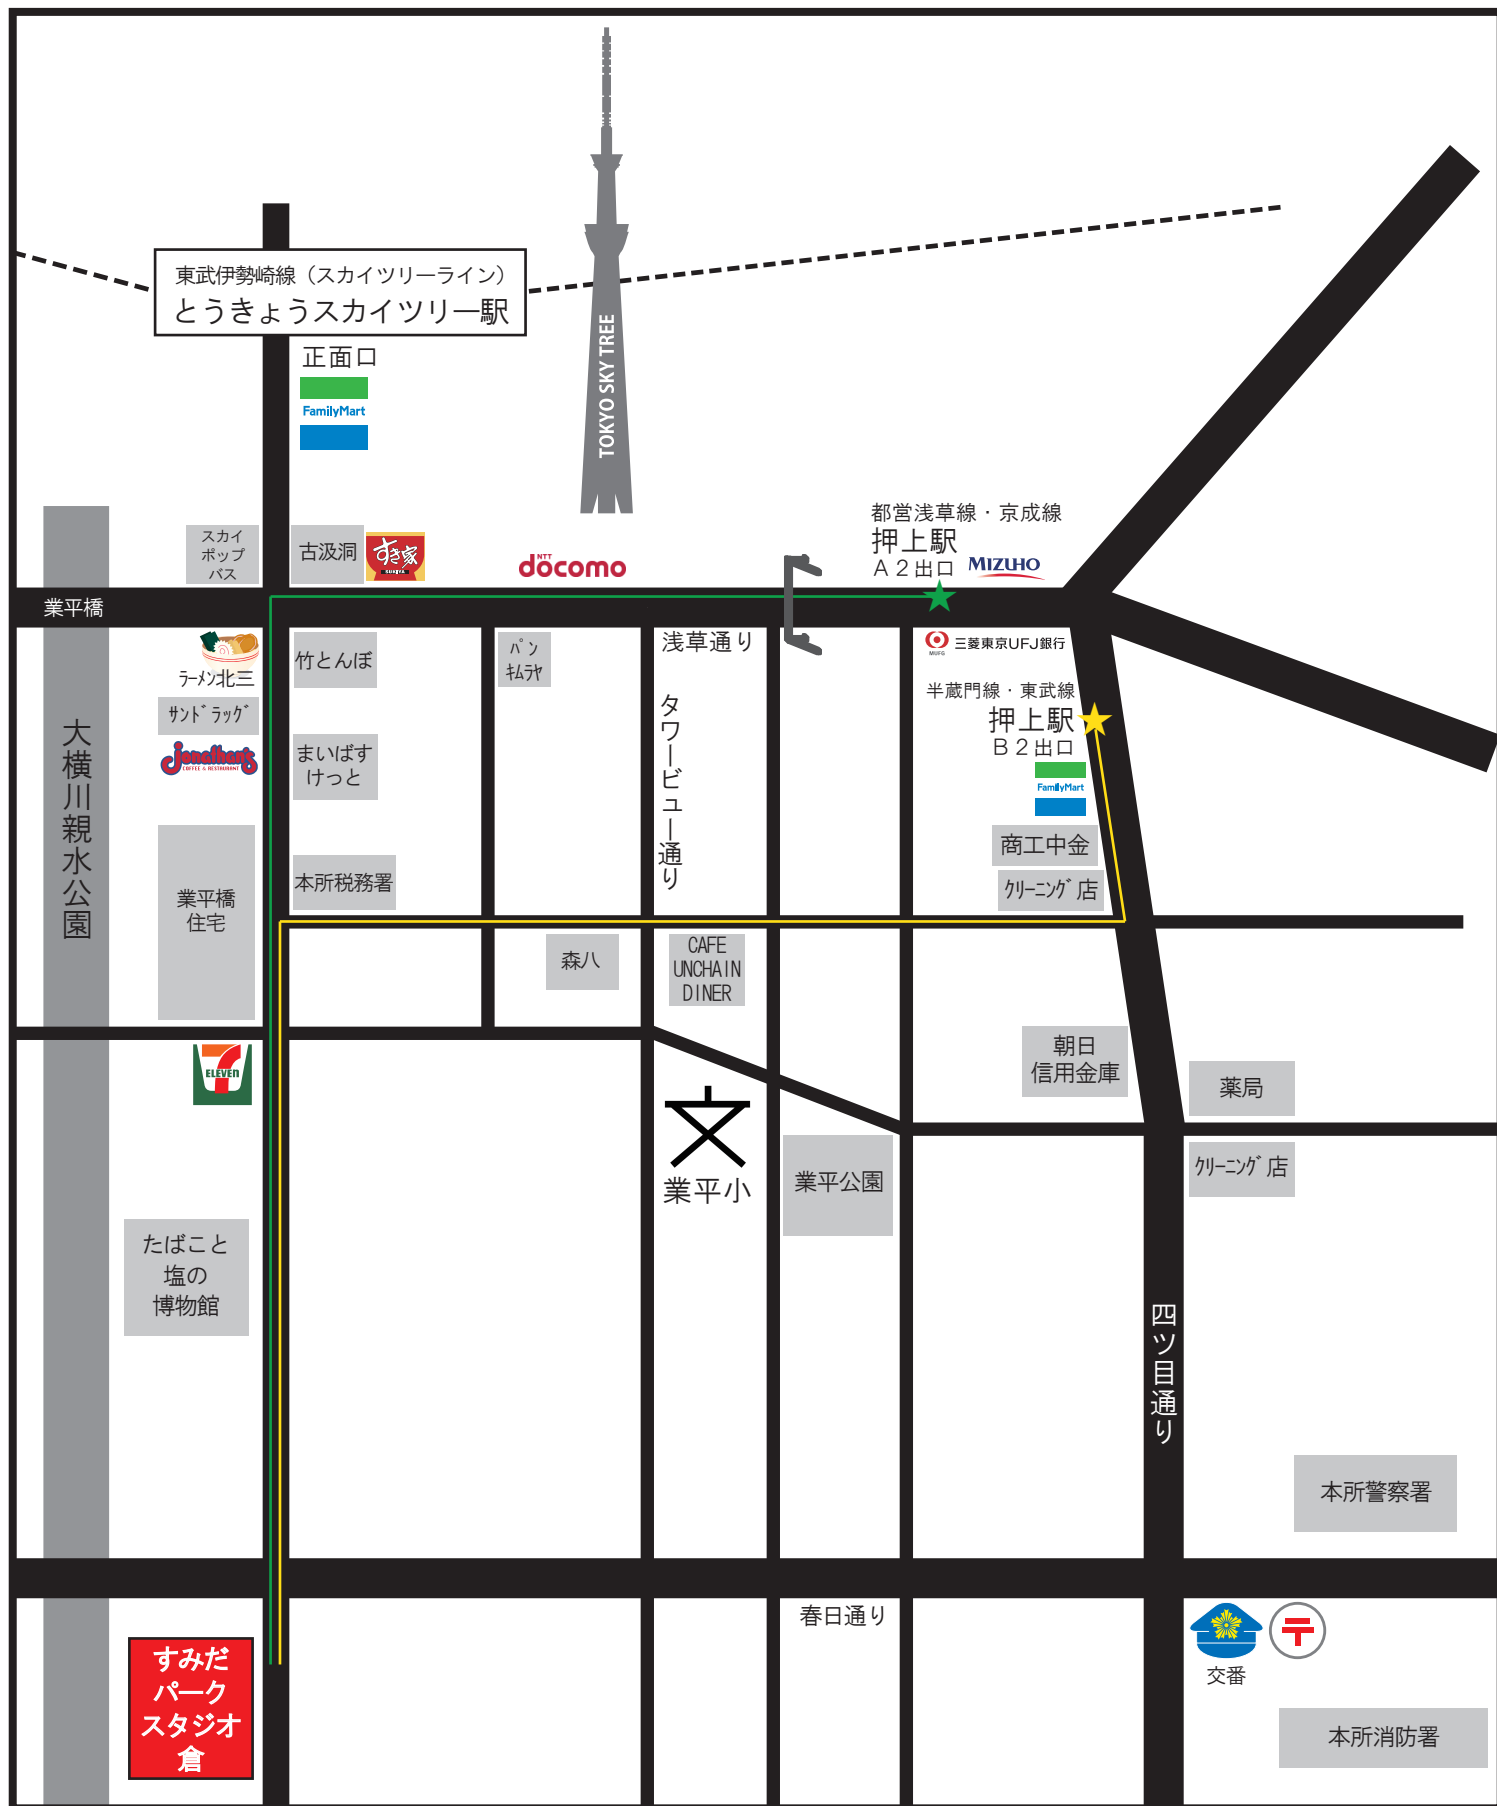 東武伊勢崎線（スカイツリーライン）
とうきょうスカイツリー駅
正面口
FamilyMart
TOKYO SKY TREE
スカイ
ポップ
バス
古汲洞
すき家
SUKIYA
NTT
döcomo
都営浅草線・京成線
押上駅
A2出口
MIZUHO
業平橋
浅草通り
ラーメン北三
竹とんぼ
パン
キムラヤ
MUFG
三菱東京UFJ銀行
半蔵門線・東武線
押上駅
B2出口
FamilyMart
サンドラッグ
Jonathan's
COFFEE & RESTAURANT
まいばす
けっと
タワービュー通り
大横川親水公園
商工中金
クリーニング店
業平橋
住宅
本所税務署
森八
CAFE
UNCHAIN
DINER
7
ELEVEN
朝日
信用金庫
薬局
文
業平小
業平公園
クリーニング店
たばこと
塩の
博物館
四ツ目通り
本所警察署
春日通り
すみだ
パーク
スタジオ
倉
〒
交番
本所消防署